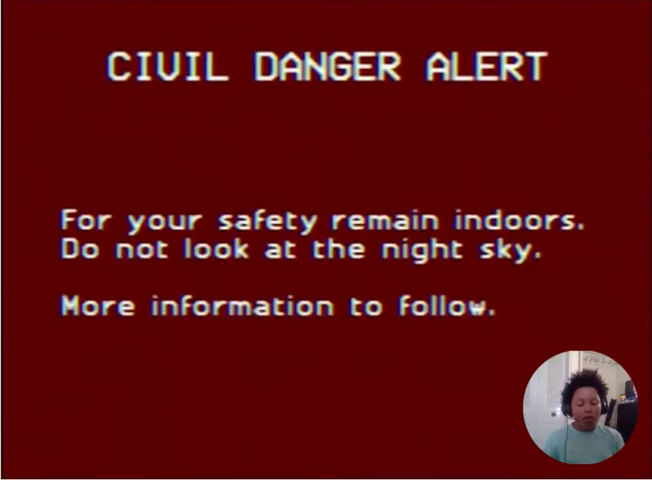 CIVIL DANGER ALERT
For your safety remain indoors.
Do not look at the night sky.
More information to follow.